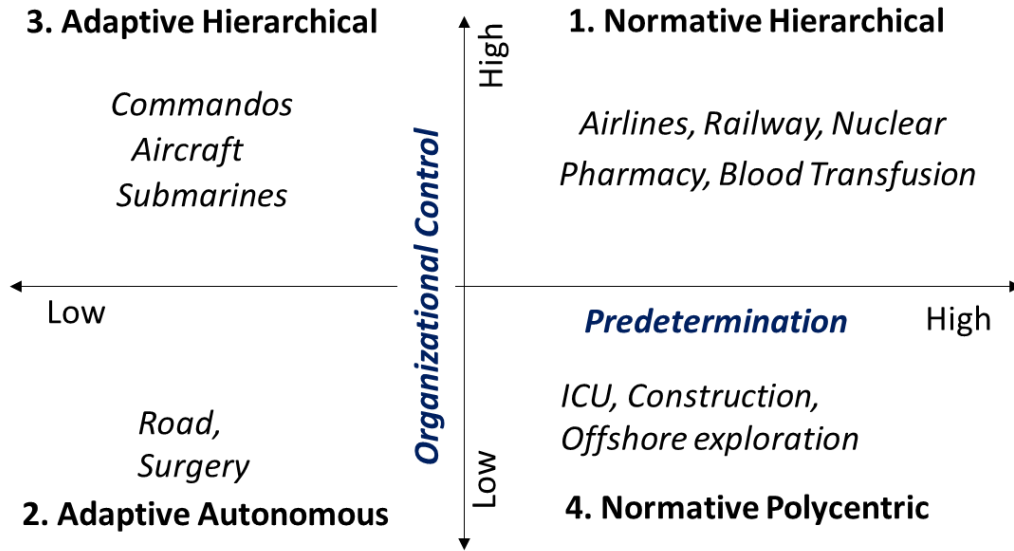 3. Adaptive Hierarchical
Commandos
Aircraft
Submarines
High
1. Normative Hierarchical
Airlines, Railway, Nuclear
Pharmacy, Blood Transfusion
Organizational Control
Low
Predetermination
High
Road,
Surgery
2. Adaptive Autonomous
Low
ICU, Construction,
Offshore exploration
4. Normative Polycentric